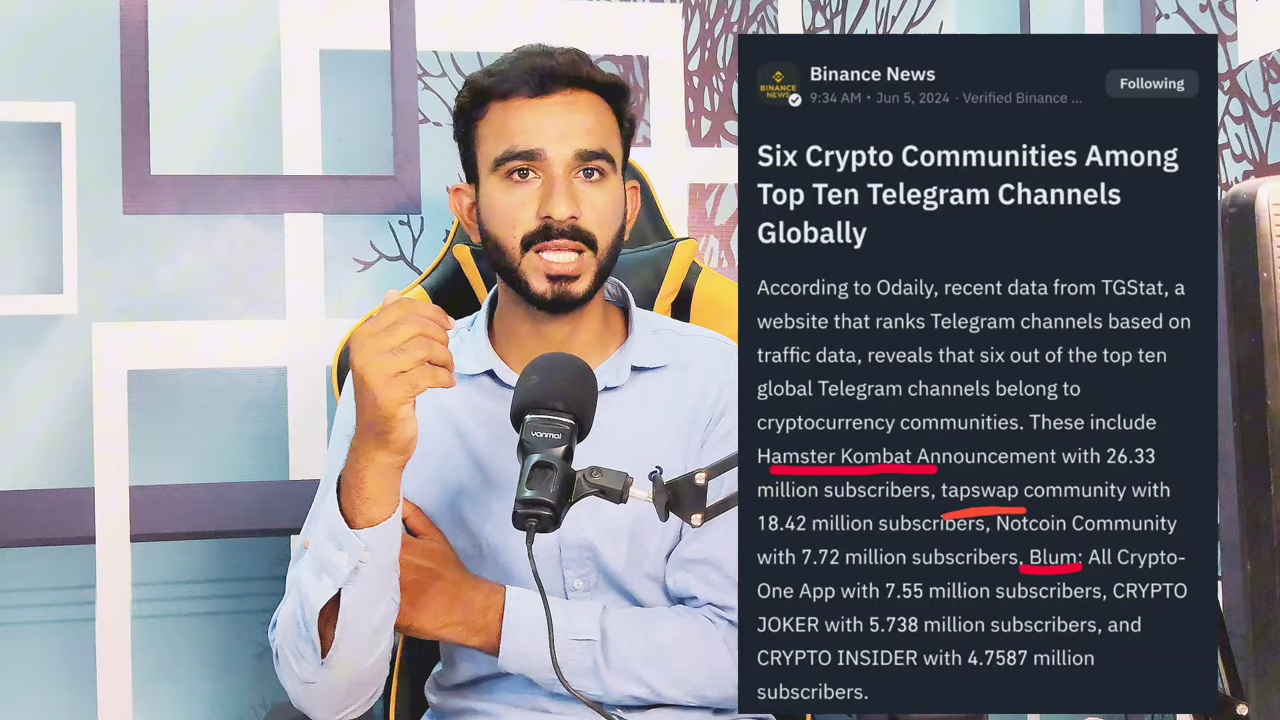 Binance News
Following
BINANCE
NEWS
9:34 AM • Jun 5, 2024 · Verified Binance ...
Six Crypto Communities Among
Top Ten Telegram Channels
Globally
According to Odaily, recent data from TGStat, a
website that ranks Telegram channels based on
traffic data, reveals that six out of the top ten
global Telegram channels belong to
cryptocurrency communities. These include
Hamster Kombat Announcement with 26.33
million subscribers, tapswap community with
18.42 million subscribers, Notcoin Community
with 7.72 million subscribers, Blum: All Crypto-
One App with 7.55 million subscribers, CRYPTO
JOKER with 5.738 million subscribers, and
CRYPTO INSIDER with 4.7587 million
subscribers.
yanmai